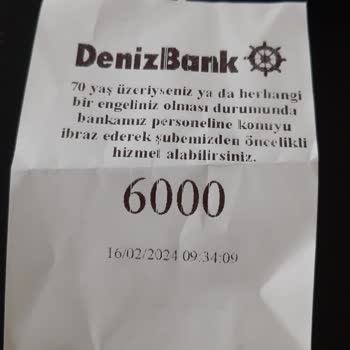 DenizBank
70 yaş üzeriyseniz ya da herhangi
bir engeliniz olması durumunda
bankamız personeline konuyu
ibraz ederek şubemizden öncelikli
hizmet alabilirsiniz.
6000
16/02/2024 09:34:09